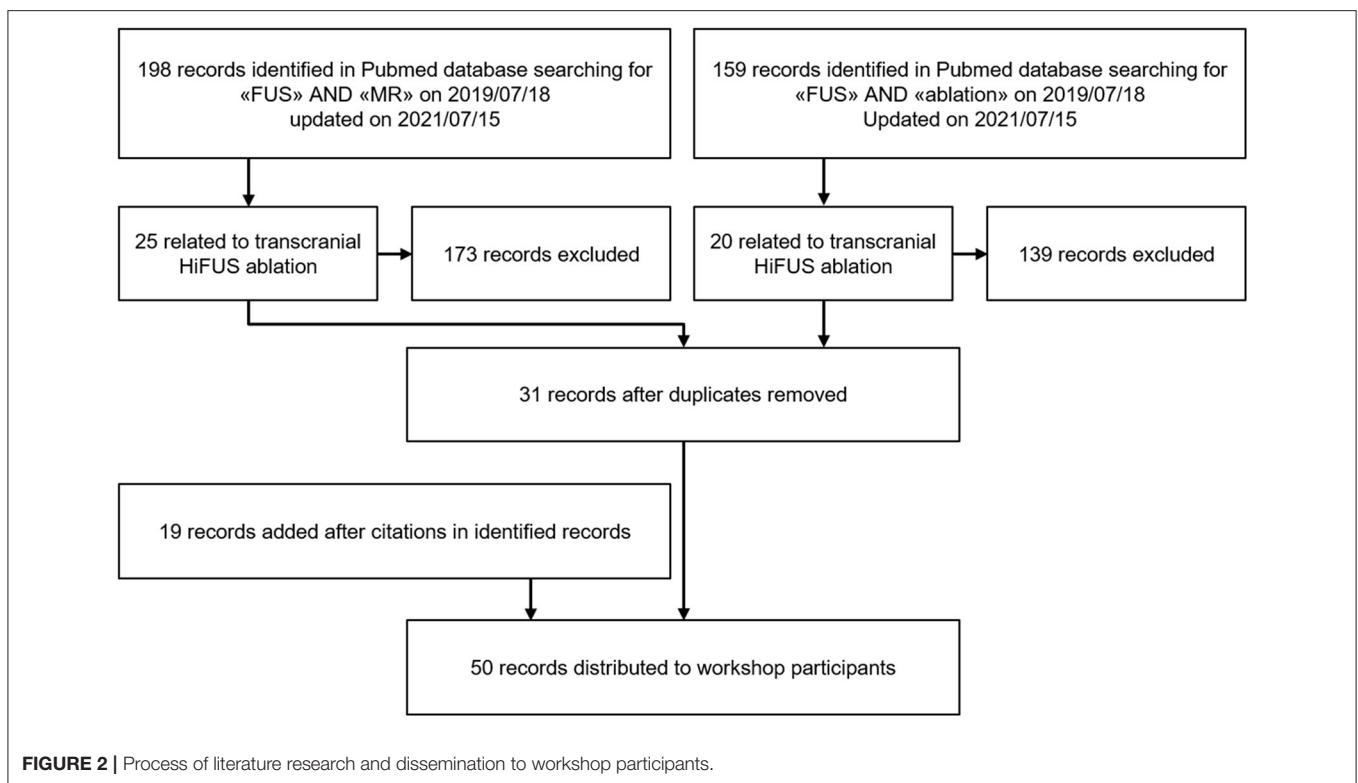 198 records identified in Pubmed database searching for
«FUS» AND «MR» on 2019/07/18
updated on 2021/07/15
159 records identified in Pubmed database searching for
«FUS» AND «ablation» on 2019/07/18
Updated on 2021/07/15
25 related to transcranial
HiFUS ablation
173 records excluded
20 related to transcranial
HiFUS ablation
139 records excluded
31 records after duplicates removed
19 records added after citations in identified records
50 records distributed to workshop participants
FIGURE 2 | Process of literature research and dissemination to workshop participants.